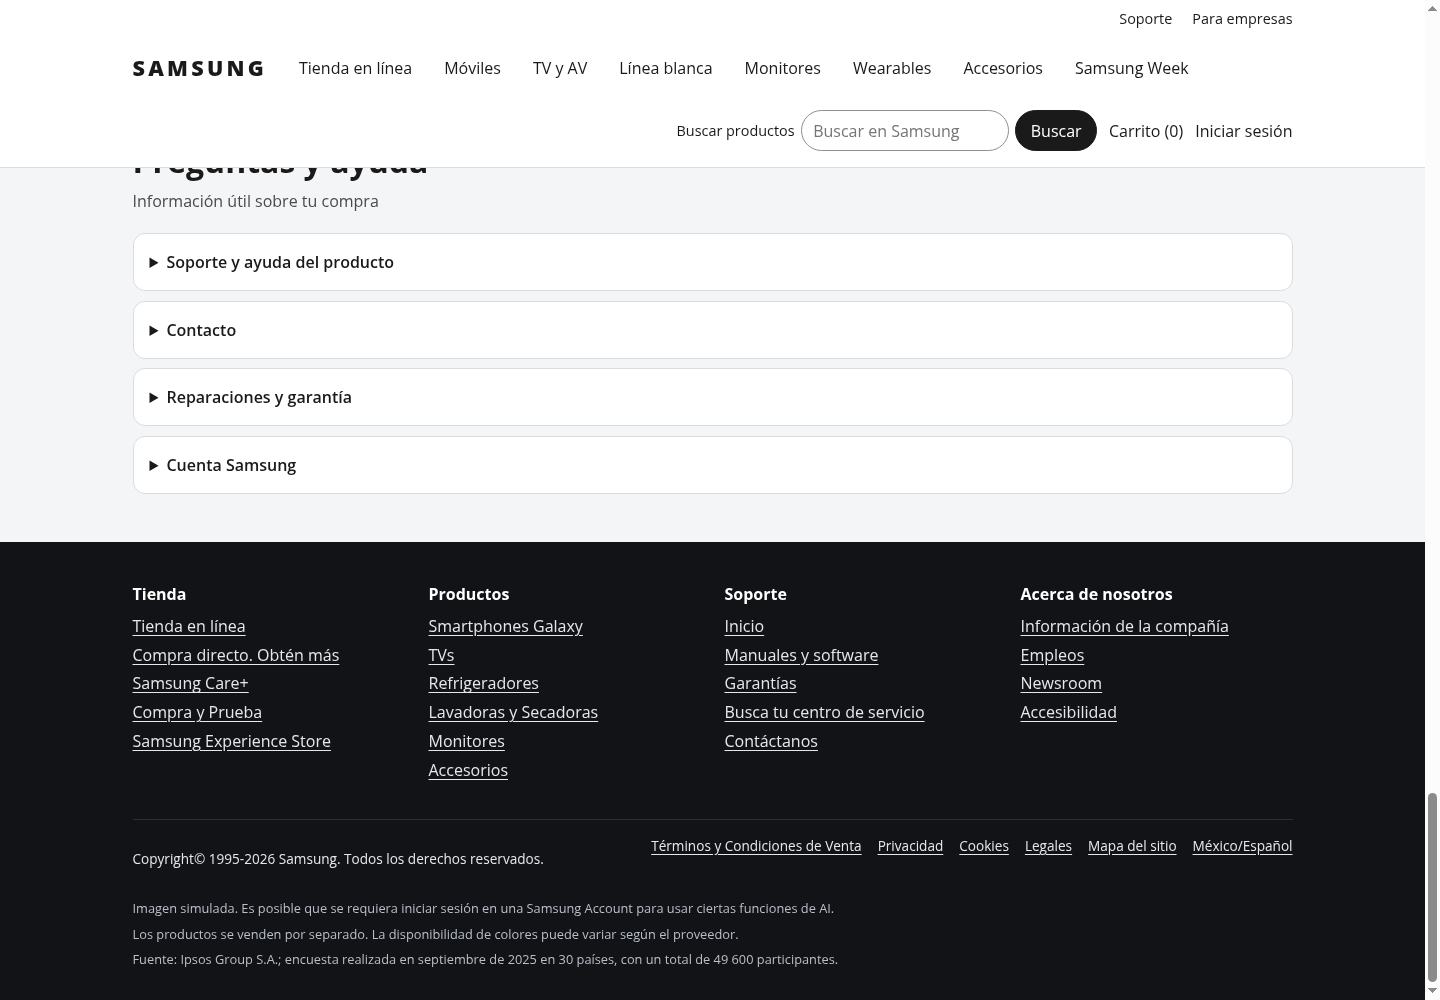 Soporte Para empresas
SAMSUNG Tienda en línea Móviles TV y AV Línea blanca Monitores Wearables Accesorios Samsung Week
Buscar productos Buscar en Samsung Buscar Carrito (0) Iniciar sesión
Preguntas y ayuda
Información útil sobre tu compra
Soporte y ayuda del producto
Contacto
Reparaciones y garantía
Cuenta Samsung
Tienda
Tienda en línea
Compra directo. Obtén más
Samsung Care+
Compra y Prueba
Samsung Experience Store
Productos
Smartphones Galaxy
TVs
Refrigeradores
Lavadoras y Secadoras
Monitores
Accesorios
Soporte
Inicio
Manuales y software
Garantías
Busca tu centro de servicio
Contáctanos
Acerca de nosotros
Información de la compañía
Empleos
Newsroom
Accesibilidad
Copyright© 1995-2026 Samsung. Todos los derechos reservados.
Términos y Condiciones de Venta Privacidad Cookies Legales Mapa del sitio México/Español
Imagen simulada. Es posible que se requiera iniciar sesión en una Samsung Account para usar ciertas funciones de AI.
Los productos se venden por separado. La disponibilidad de colores puede variar según el proveedor.
Fuente: Ipsos Group S.A.; encuesta realizada en septiembre de 2025 en 30 países, con un total de 49 600 participantes.